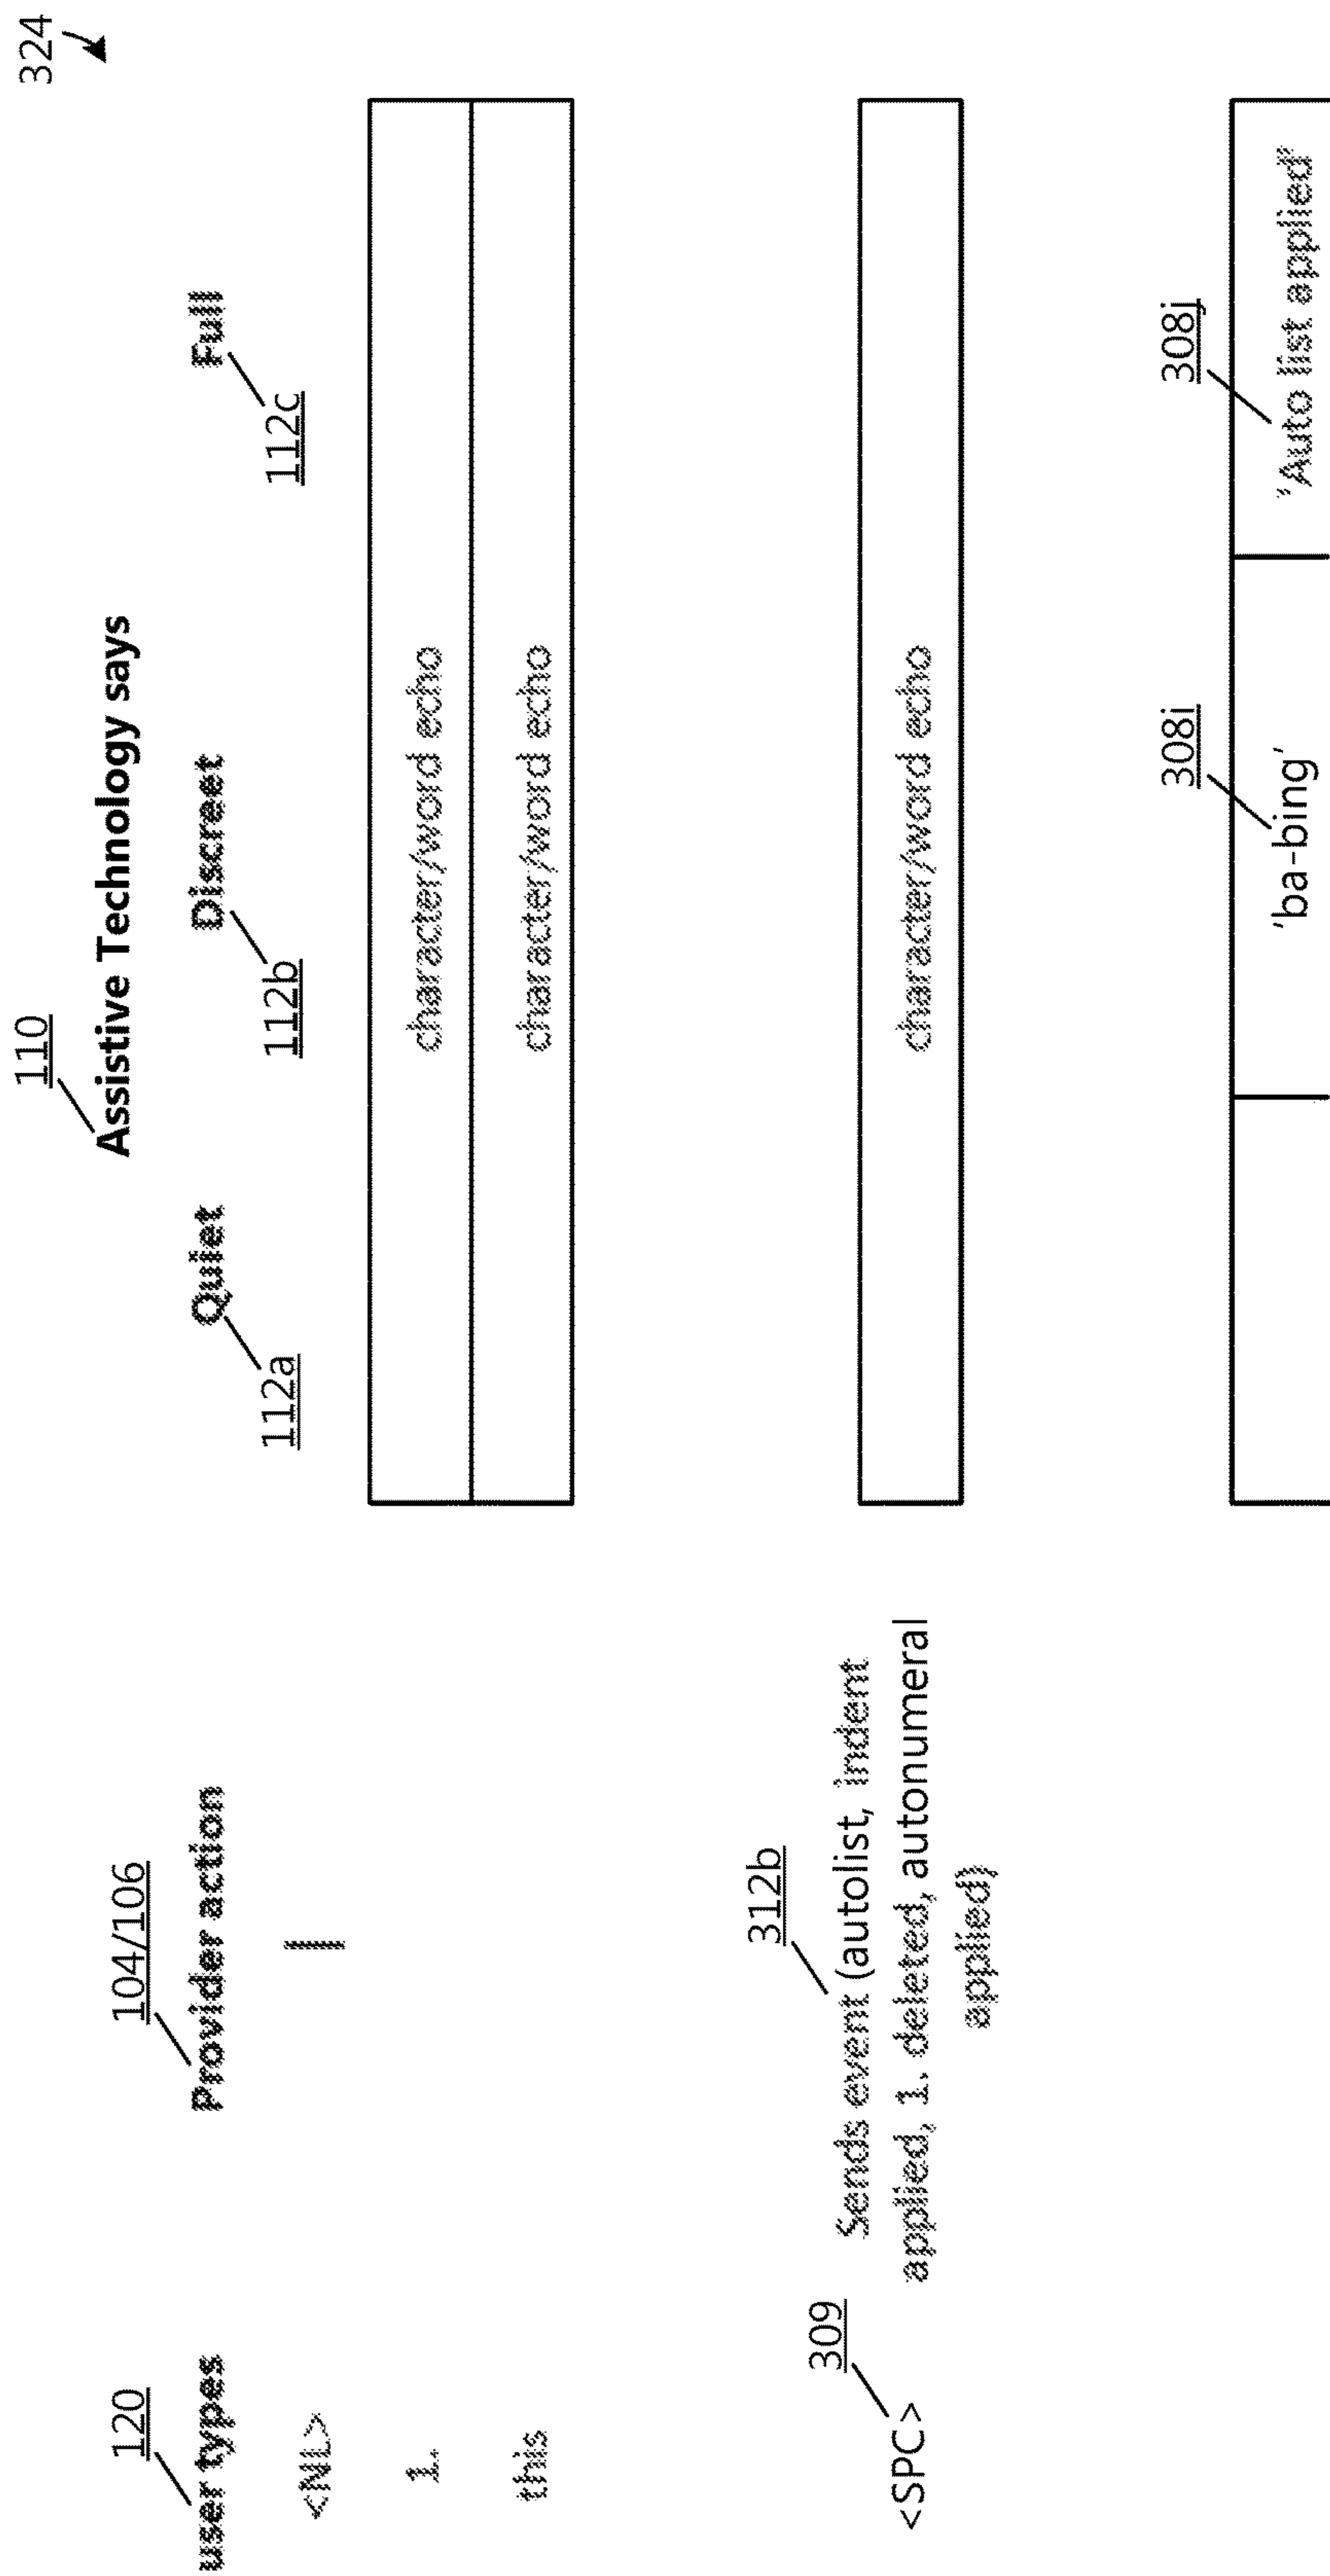 324
110
Assistive Technology says
120
104/106
user types
Provider action
Quiet
Discreet
Full
112a
112b
112c
<NL>
|
1.
character/word echo
this
character/word echo
309
312b
<SPC>
Sends event (autolist, indent
applied, 1. deleted, autonumeral
applied)
character/word echo
308i
308j
'ba-bing'
'Auto list applied'